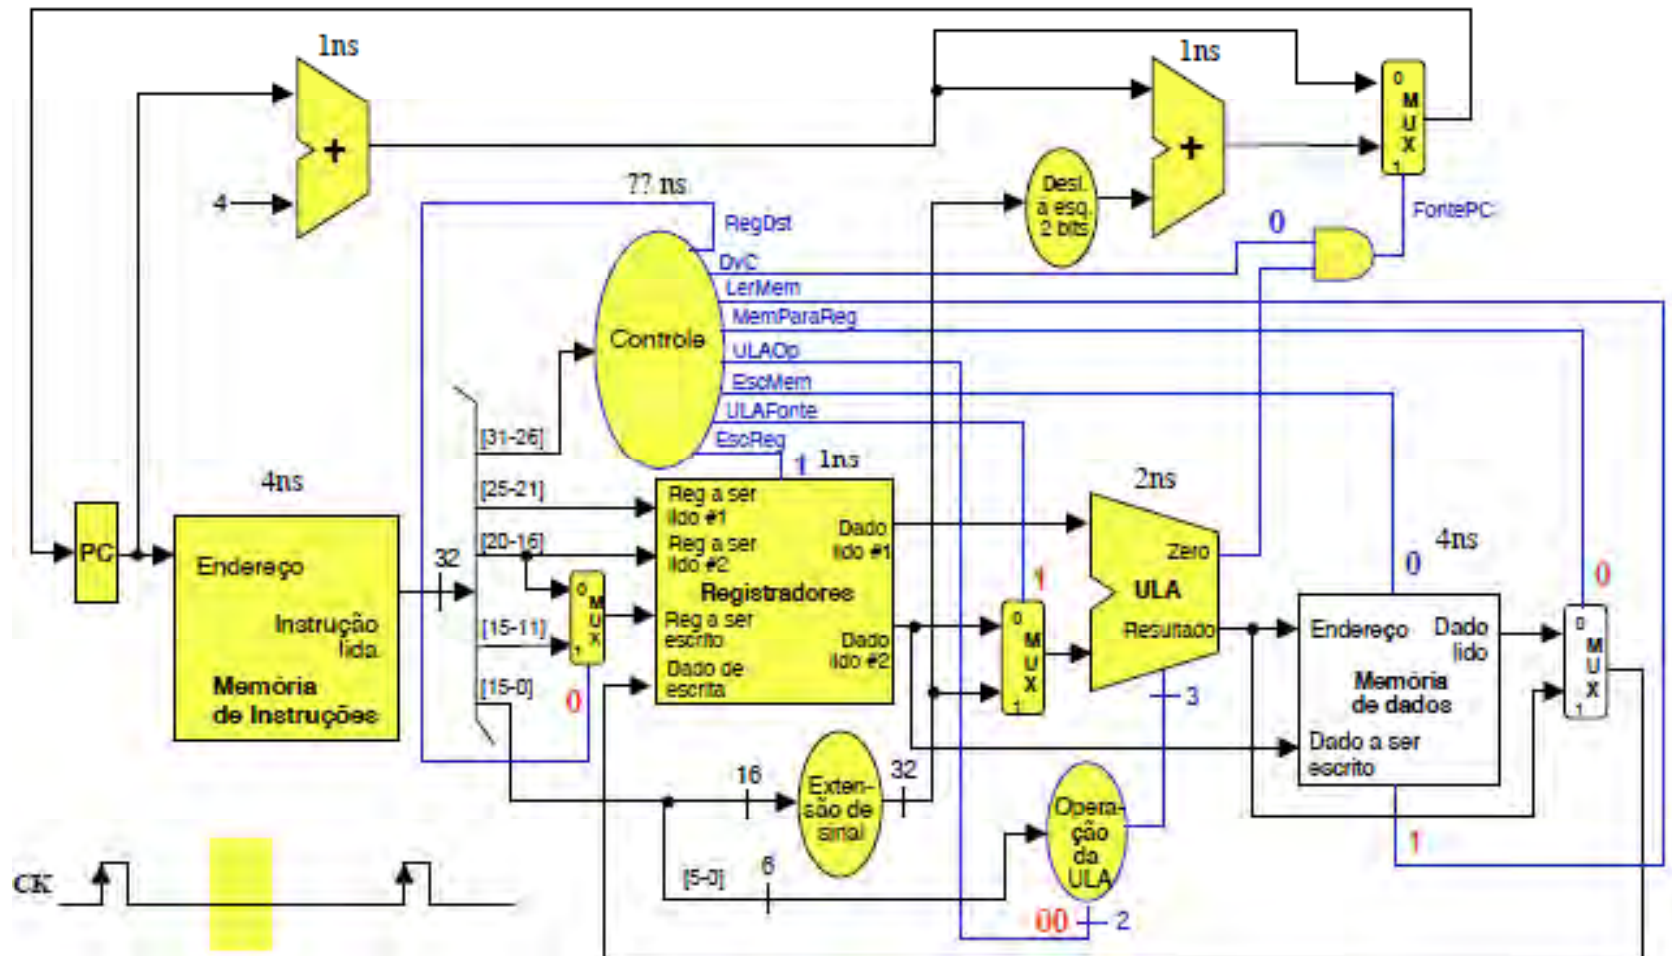 1ns
1ns
0
M
U
X
1
+
+
Desl.
à esq.
2 bits
?? ns
4
RegDst
0
FontePC
DvC
LerMem
MemParaReg
Controle
ULAOp
EscMem
ULAFonte
EscReg
[31-26]
1
1ns
4ns
[25-21]
2ns
Reg a ser
lido #1
Dado
lido #1
[20-16]
Reg a ser
lido #2
PC
32
Endereço
Zero
4ns
0
0
1
0
M
U
X
1
Registradores
ULA
Reg a ser
escrito
[15-11]
Instrução
lida
Dado
lido #2
0
M
U
X
1
Resultado
Endereço
Dado
lido
0
M
U
X
1
Dado de
escrita
[15-0]
Memória
de Instruções
0
3
Memória
de dados
Dado a ser
escrito
16
Exten-
são de
sinal
32
Opera-
ção
da
ULA
1
6
[5-0]
CK
00
2